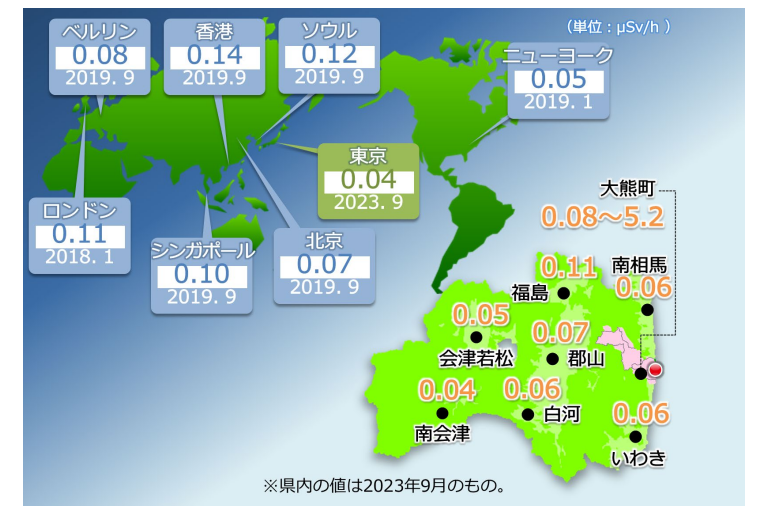 （単位：μSv/h ）
ベルリン
0.08
2019. 9
香港
0.14
2019.9
ソウル
0.12
2019. 9
ニューヨーク
0.05
2019. 1
東京
0.04
2023. 9
ロンドン
0.11
2018. 1
シンガポール
0.10
2019. 9
北京
0.07
2019. 9
大熊町
0.08～5.2
0.11
福島
南相馬
0.06
0.05
会津若松
0.07
郡山
0.04
南会津
0.06
白河
0.06
いわき
※県内の値は2023年9月のもの。